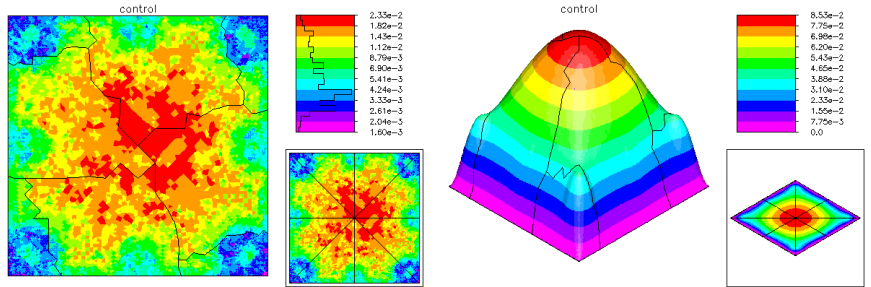 control
2.33e-2
1.82e-2
1.43e-2
1.12e-2
8.79e-3
6.90e-3
5.41e-3
4.24e-3
3.33e-3
2.61e-3
2.04e-3
1.60e-3
control
8.53e-2
7.75e-2
6.98e-2
6.20e-2
5.43e-2
4.65e-2
3.88e-2
3.10e-2
2.33e-2
1.55e-2
7.75e-3
0.0